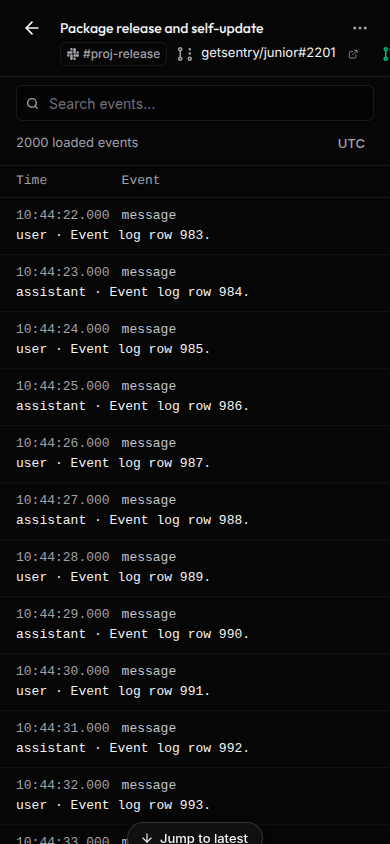 Package release and self-update
#proj-release getsentry/junior#2201
Search events...
2000 loaded events UTC
Time Event
10:44:22.000 message
user · Event log row 983.
10:44:23.000 message
assistant · Event log row 984.
10:44:24.000 message
user · Event log row 985.
10:44:25.000 message
assistant · Event log row 986.
10:44:26.000 message
user · Event log row 987.
10:44:27.000 message
assistant · Event log row 988.
10:44:28.000 message
user · Event log row 989.
10:44:29.000 message
assistant · Event log row 990.
10:44:30.000 message
user · Event log row 991.
10:44:31.000 message
assistant · Event log row 992.
10:44:32.000 message
user · Event log row 993.
10:44:33.000
Jump to latest